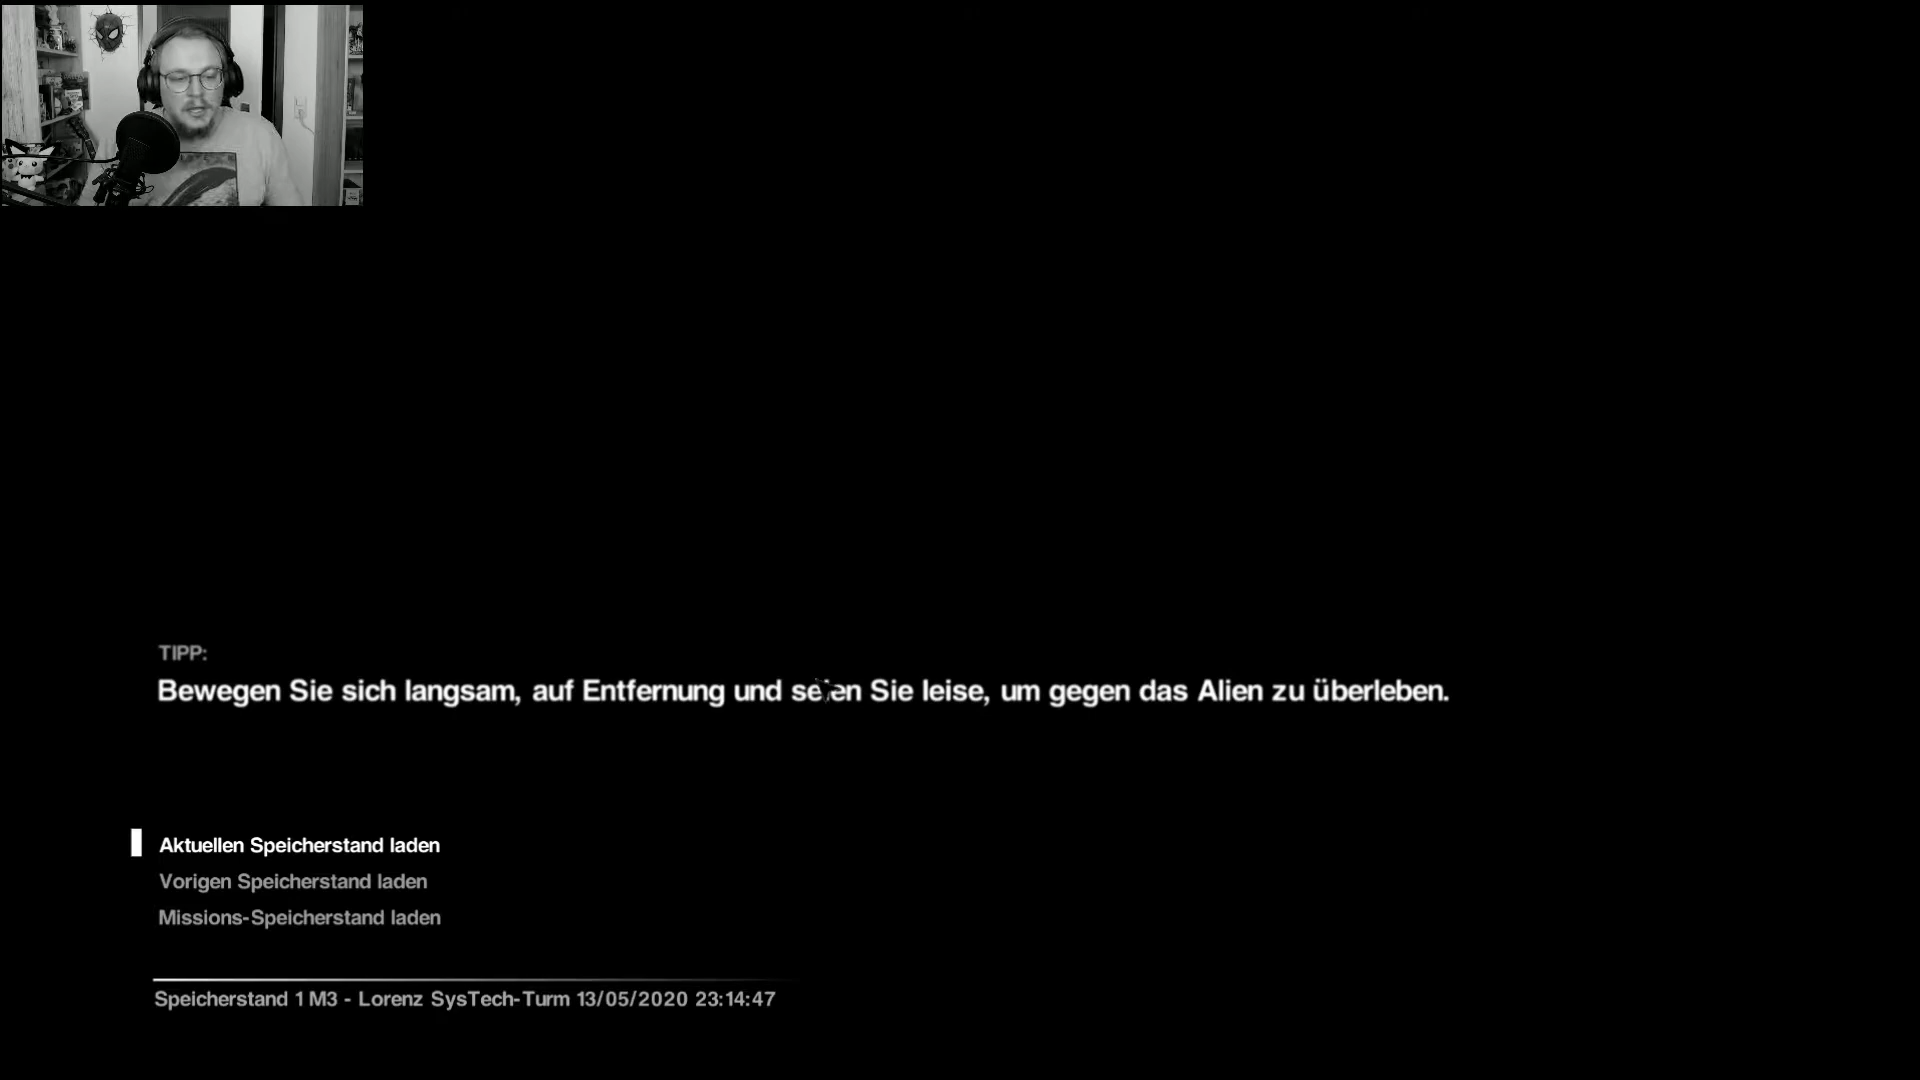 TIPP:
Bewegen Sie sich langsam, auf Entfernung und seien Sie leise, um gegen das Alien zu überleben.
Aktuellen Speicherstand laden
Vorigen Speicherstand laden
Missions-Speicherstand laden
Speicherstand 1 M3 - Lorenz SysTech-Turm 13/05/2020 23:14:47